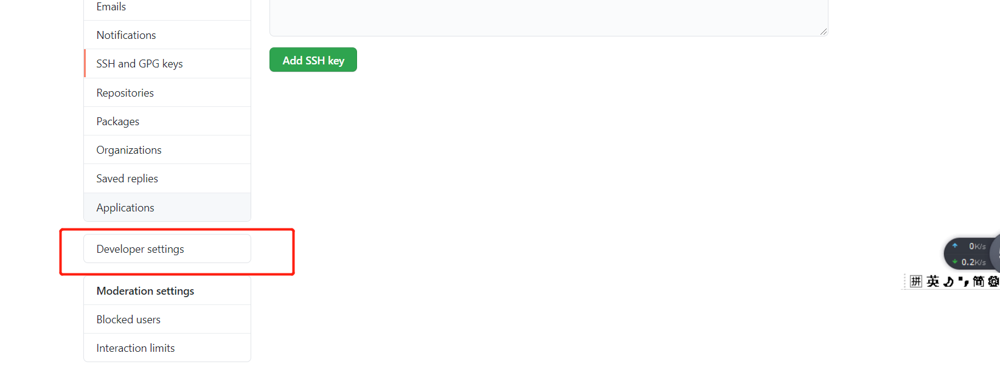 Emails
Notifications
SSH and GPG keys
Repositories
Packages
Organizations
Saved replies
Applications
Developer settings
Moderation settings
Blocked users
Interaction limits
Add SSH key
0K/s
0.2K/s
拼 英 简